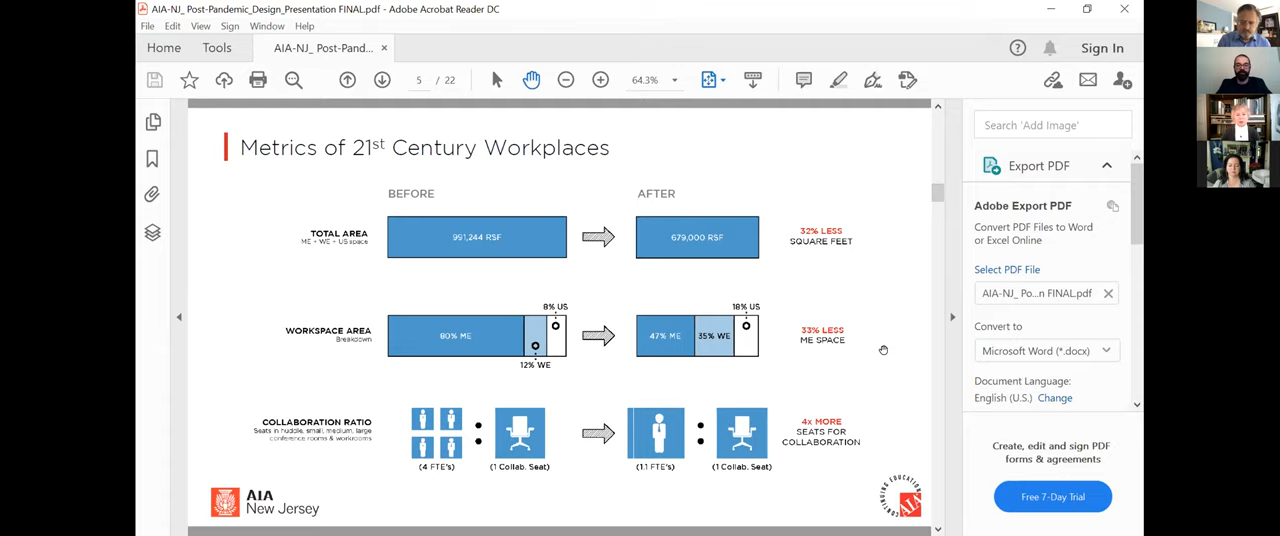 AIA-NJ_ Post-Pandemic_Design_Presentation FINAL.pdf - Adobe Acrobat Reader DC
File Edit View Sign Window Help
Home Tools AIA-NJ_ Post-Pand... × Sign In
5 / 22 64.3%
Metrics of 21st Century Workplaces
BEFORE AFTER
TOTAL AREA
ME + WE + US space
991,244 RSF
679,000 RSF
32% LESS
SQUARE FEET
WORKSPACE AREA
Breakdown
80% ME
8% US
12% WE
47% ME
35% WE
18% US
33% LESS
ME SPACE
COLLABORATION RATIO
Seats in huddle, small, medium, large
conference rooms & workrooms
(4 FTE's)
(1 Collab. Seat)
(1.1 FTE's)
(1 Collab. Seat)
4x MORE
SEATS FOR
COLLABORATION
AIA
New Jersey
CONTINUING EDUCATION
AIA
Search 'Add Image'
Export PDF
Adobe Export PDF
Convert PDF Files to Word
or Excel Online
Select PDF File
AIA-NJ_ Po...n FINAL.pdf ×
Convert to
Microsoft Word (*.docx)
Document Language:
English (U.S.) Change
Create, edit and sign PDF
forms & agreements
Free 7-Day Trial